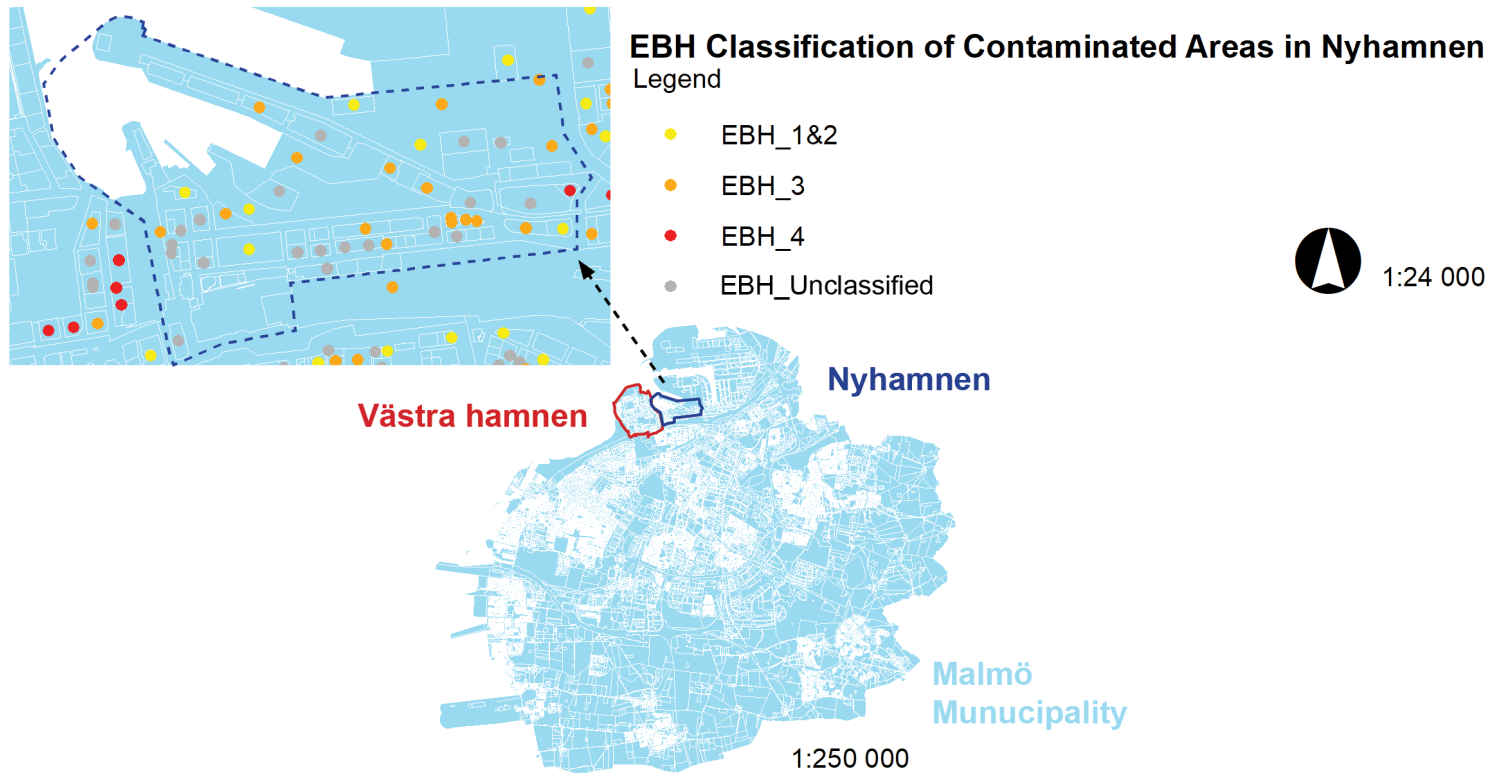 EBH Classification of Contaminated Areas in Nyhamnen
Legend
EBH_1&2
EBH_3
EBH_4
EBH_Unclassified
1:24 000
Nyhamnen
Västra hamnen
Malmö
Munucipality
1:250 000